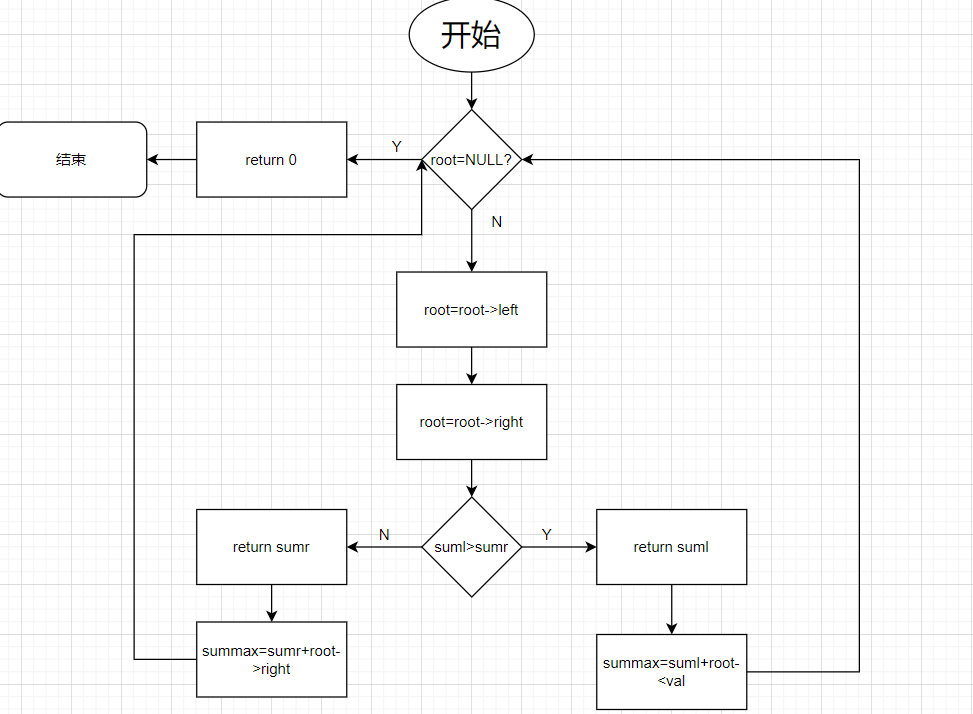 开始
结束
return 0
Y
root=NULL?
N
root=root->left
root=root->right
return sumr
N
suml>sumr
Y
return suml
summax=sumr+root-
>right
summax=suml+root-
<val